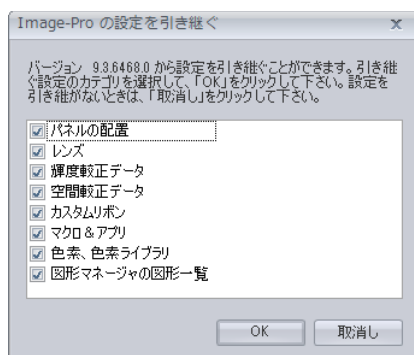 Image-Pro の設定を引き継ぐ
バージョン 9.3.6468.0 から設定を引き継ぐことができます。引き継
ぐ設定のカテゴリを選択して、「OK」をクリックして下さい。設定を
引き継がないときは、「取消し」をクリックして下さい。
パネルの配置
レンズ
輝度較正データ
空間較正データ
カスタムリボン
マクロ & アプリ
色素、色素ライブラリ
図形マネージャの図形一覧
OK 取消し